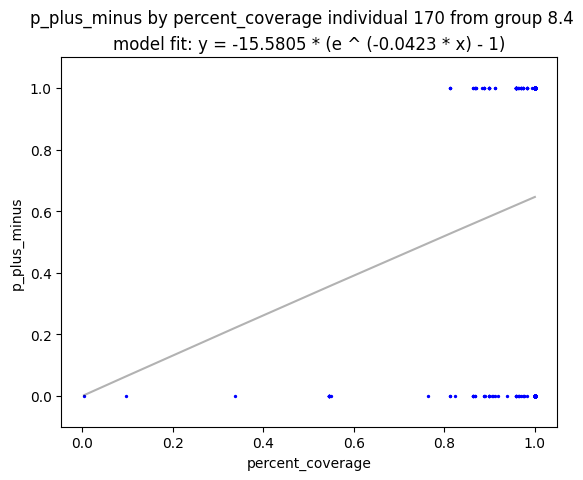 p_plus_minus by percent_coverage individual 170 from group 8.4
model fit: y = -15.5805 * (e ^ (-0.0423 * x) - 1)
1.0
0.8
0.6
0.4
0.2
0.0
p_plus_minus
0.0 0.2 0.4 0.6 0.8 1.0
percent_coverage